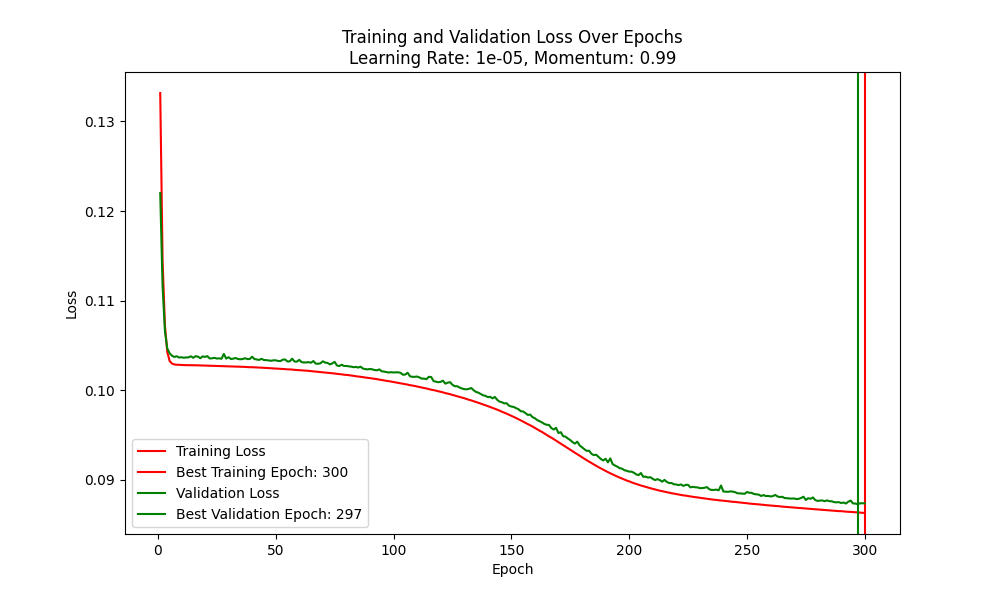 Training and Validation Loss Over Epochs
Learning Rate: 1e-05, Momentum: 0.99
Loss
0.13
0.12
0.11
0.10
0.09
Training Loss
Best Training Epoch: 300
Validation Loss
Best Validation Epoch: 297
0 50 100 150 200 250 300
Epoch